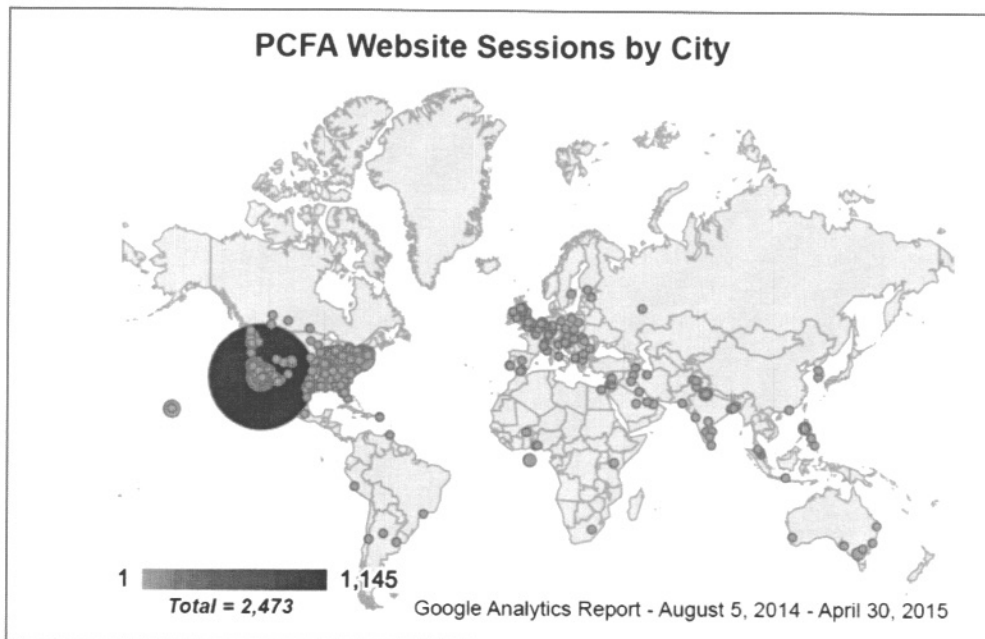 PCFA Website Sessions by City
1 1,145
Total = 2,473
Google Analytics Report - August 5, 2014 - April 30, 2015